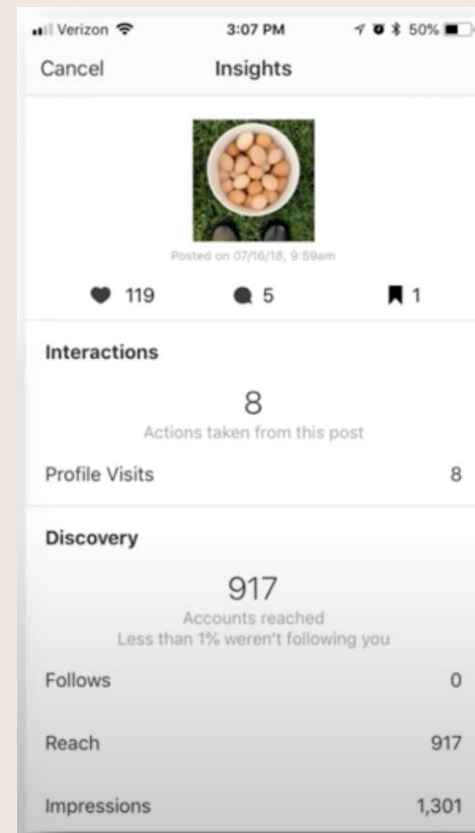 Verizon 3:07 PM 50%
Cancel Insights
Posted on 07/16/18, 9:59am
119 5 1
Interactions
8
Actions taken from this post
Profile Visits 8
Discovery
917
Accounts reached
Less than 1% weren't following you
Follows 0
Reach 917
Impressions 1,301